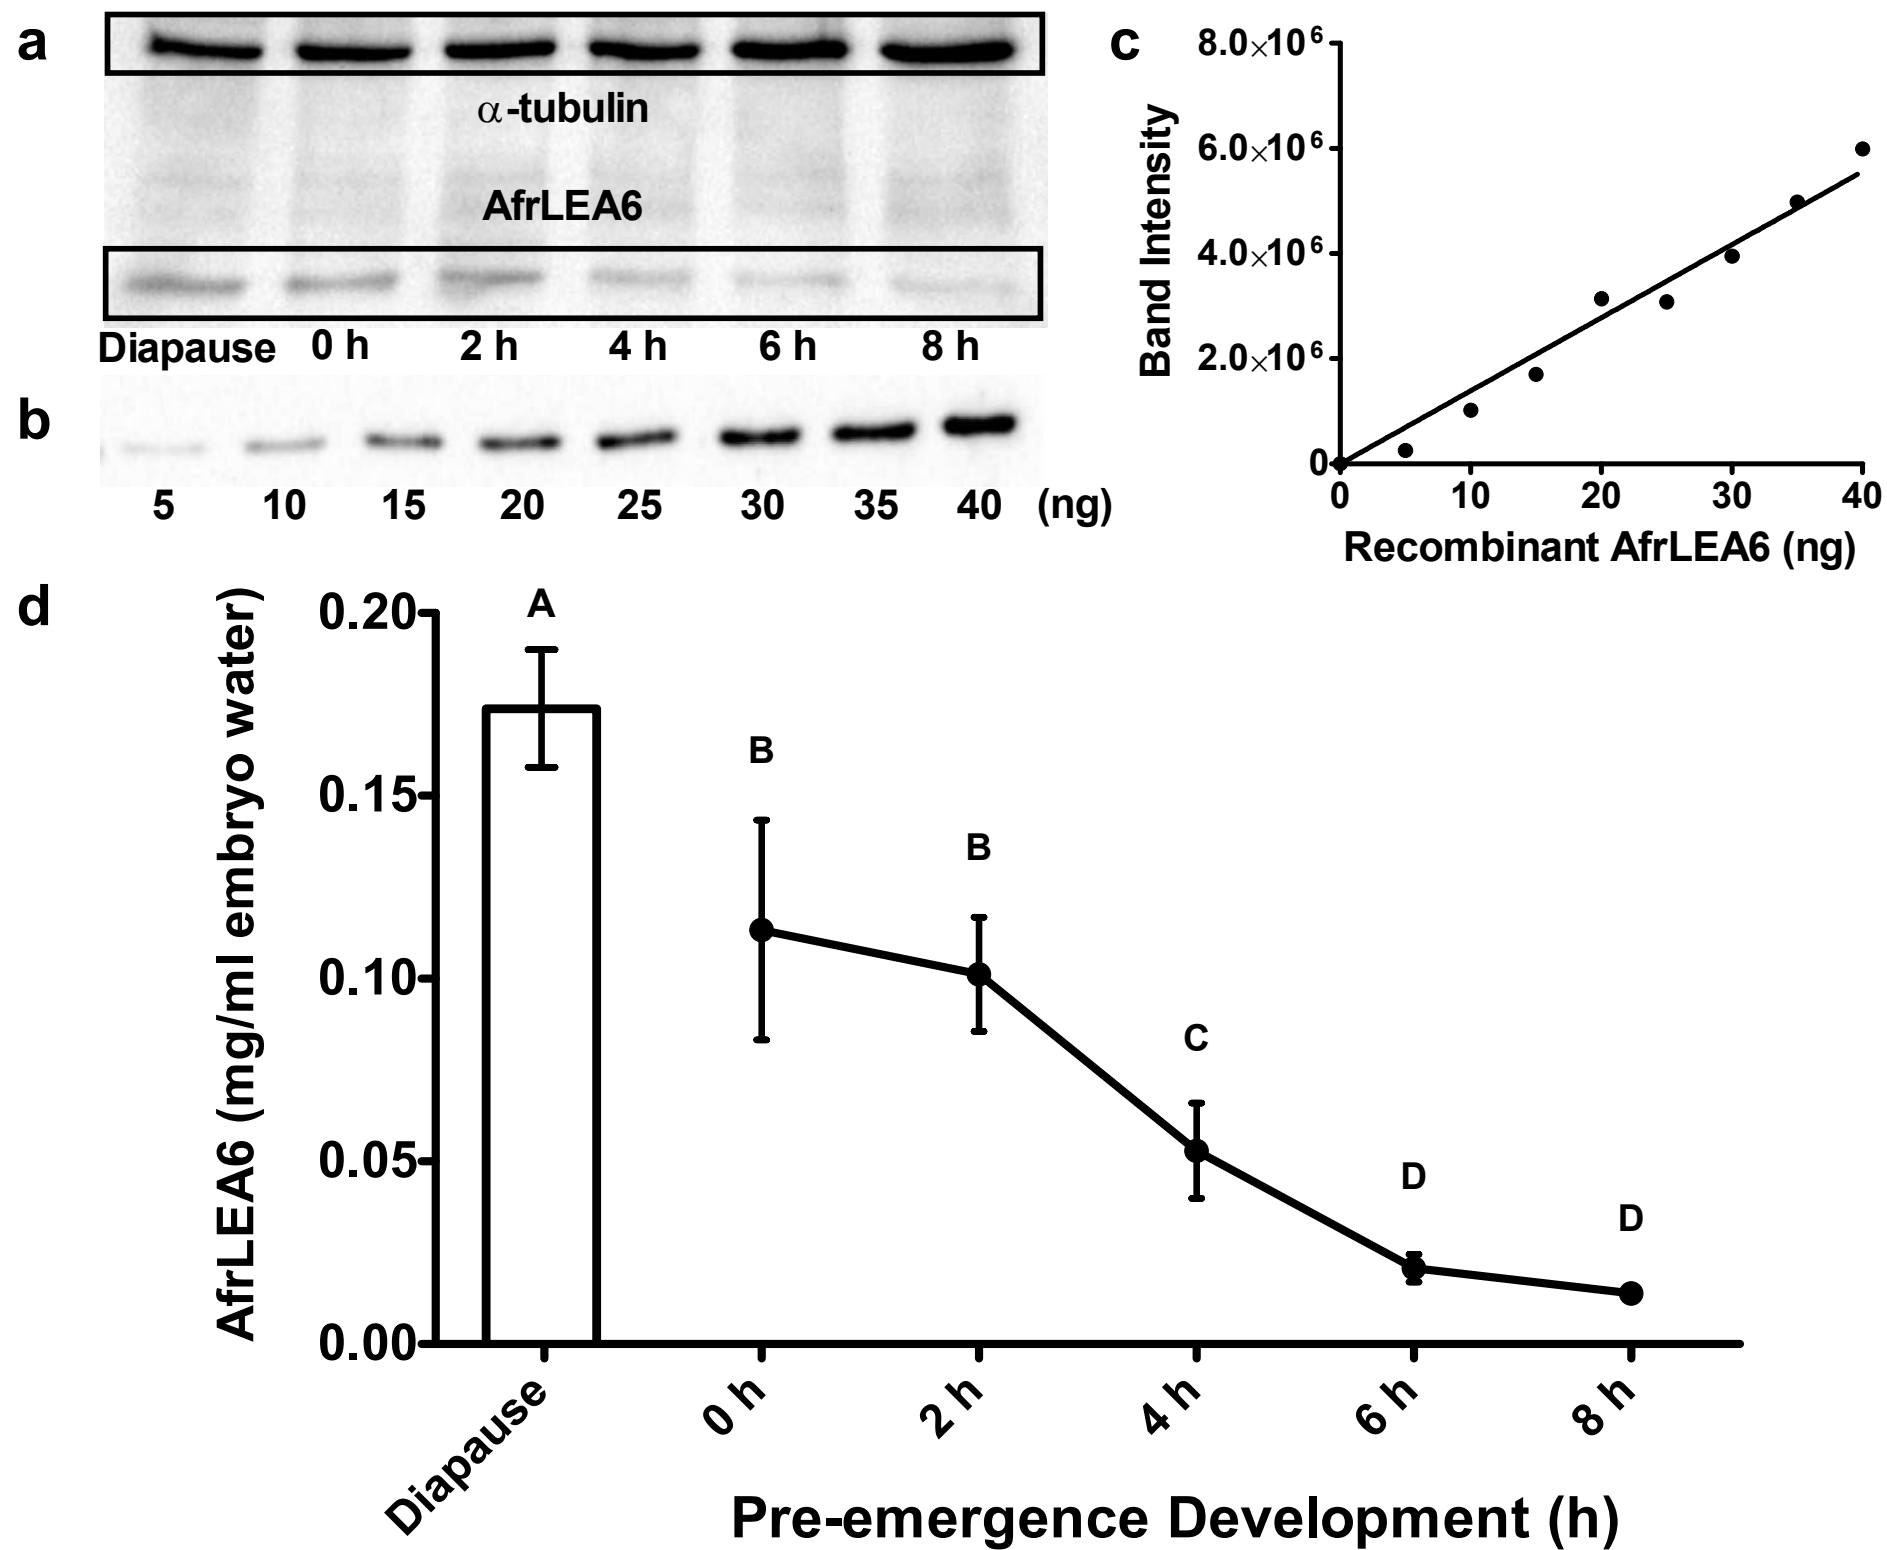 a
α-tubulin
AfrLEA6
Diapause 0 h 2 h 4 h 6 h 8 h
b
5 10 15 20 25 30 35 40 (ng)
c
Band Intensity
8.0×10⁶
6.0×10⁶
4.0×10⁶
2.0×10⁶
0
0 10 20 30 40
Recombinant AfrLEA6 (ng)
d
AfrLEA6 (mg/ml embryo water)
0.20
0.15
0.10
0.05
0.00
A
B
B
C
D
D
Diapause 0 h 2 h 4 h 6 h 8 h
Pre-emergence Development (h)